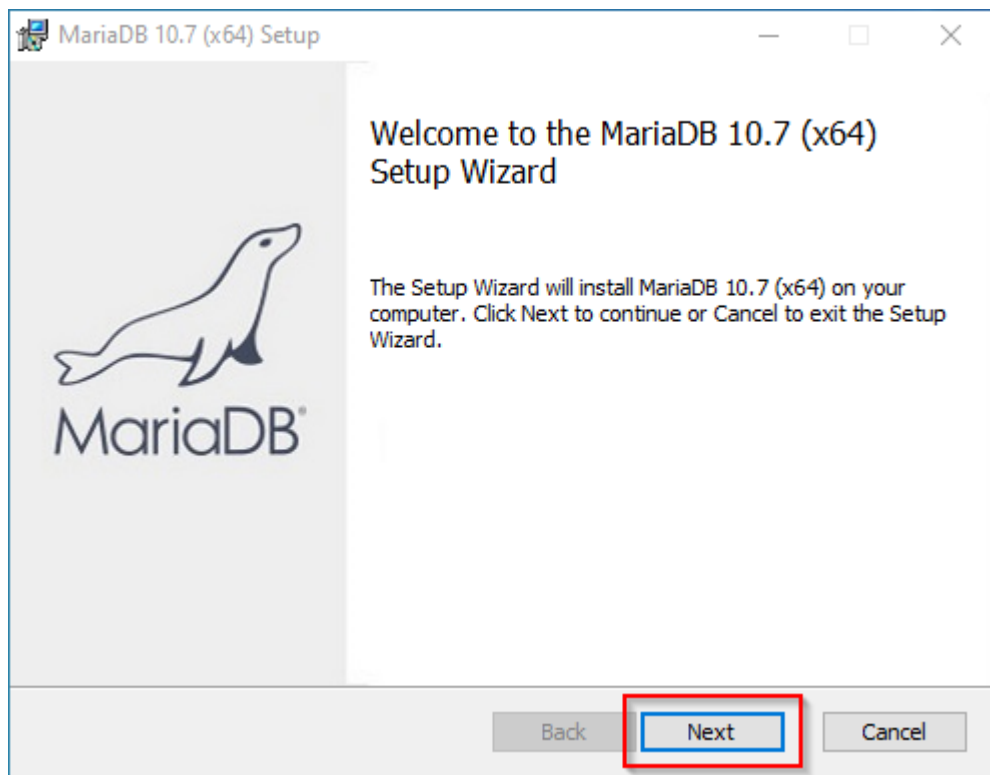 MariaDB 10.7 (x64) Setup
Welcome to the MariaDB 10.7 (x64)
Setup Wizard
The Setup Wizard will install MariaDB 10.7 (x64) on your
computer. Click Next to continue or Cancel to exit the Setup
Wizard.
MariaDB®
Back Next Cancel